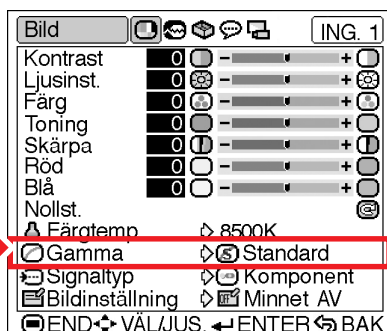 Bild ING. 1
Kontrast 0 - +
Ljusinst. 0 - +
Färg 0 - +
Toning 0 - +
Skärpa 0 - +
Röd 0 - +
Blå 0 - +
Nollst.
Färgtemp 8500K
Gamma S Standard
Signaltyp Komponent
Bildinställning OFF Minnet AV
END VÄL/JUS. ENTER BAK